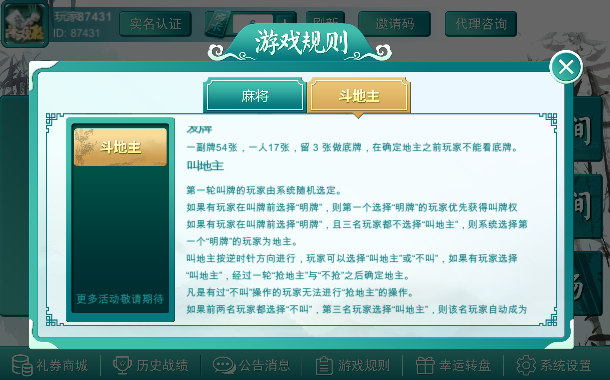 玩家87431
ID: 87431
实名认证
刷新
邀请码
代理咨询
游戏规则
麻将
斗地主
斗地主
更多活动敬请期待
发牌
一副牌54张，一人17张，留 3 张做底牌，在确定地主之前玩家不能看底牌。
叫地主
第一轮叫牌的玩家由系统随机选定。
如果有玩家在叫牌前选择“明牌”，则第一个选择“明牌”的玩家优先获得叫牌权
如果有玩家在叫牌前选择“明牌”，且三名玩家都不选择“叫地主”，则系统选择第
一个“明牌”的玩家为地主。
叫地主按逆时针方向进行，玩家可以选择“叫地主”或“不叫”，如果有玩家选择
“叫地主”，经过一轮“抢地主”与“不抢”之后确定地主。
凡是有过“不叫”操作的玩家无法进行“抢地主”的操作。
如果前两名玩家都选择“不叫”，第三名玩家选择“叫地主”，则该名玩家自动成为
间
间
场
礼券商城
历史战绩
公告消息
游戏规则
幸运转盘
系统设置